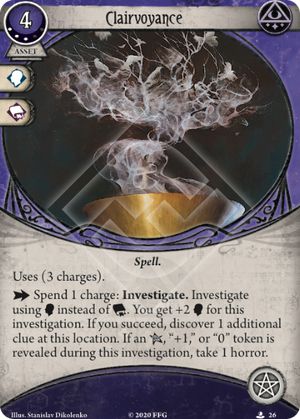 4
Clairvoyance
ASSET
Spell.
Uses (3 charges).
Spend 1 charge: Investigate. Investigate
using instead of . You get +2 for
this investigation. If you succeed, discover 1 additional
clue at this location. If an , “+1,” or “0” token is
revealed during this investigation, take 1 horror.
Illus. Stanislav Dikolenko
© 2020 FFG
26